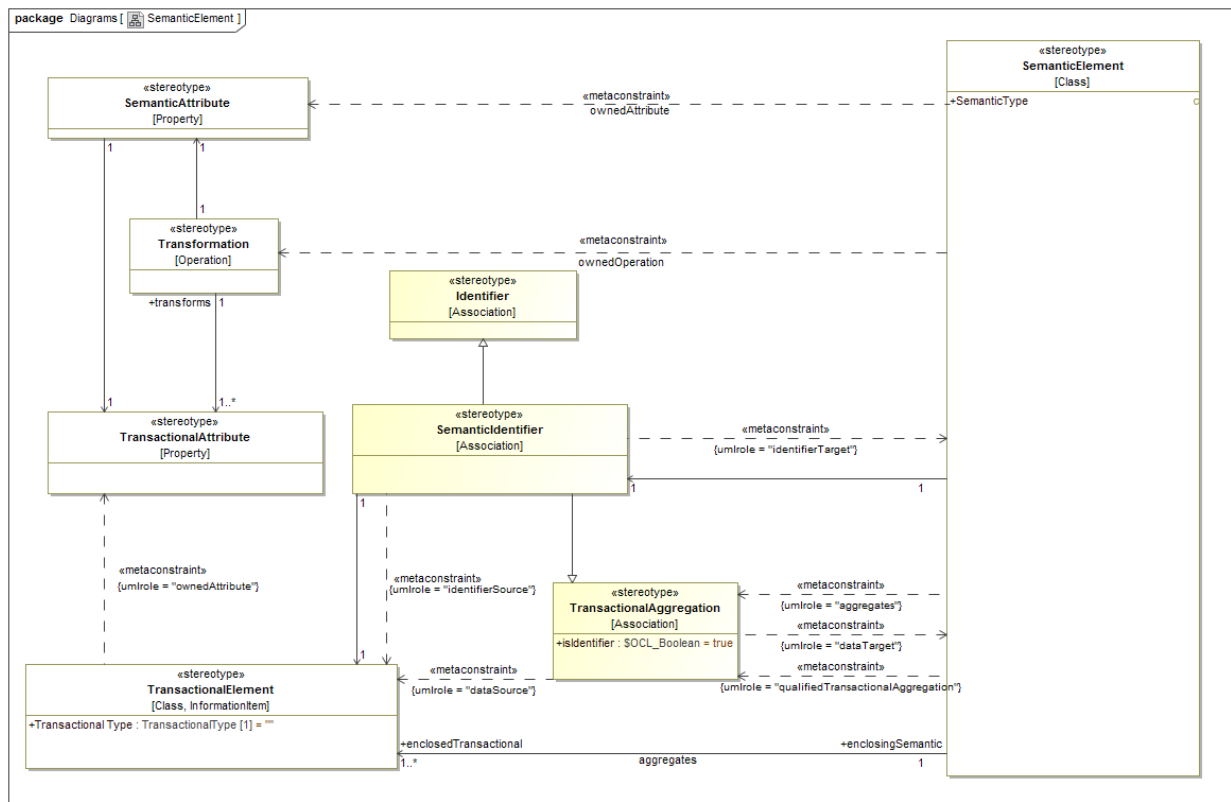 package Diagrams [ SemanticElement ]
«stereotype»
SemanticElement
[Class]
+SemanticType
«stereotype»
SemanticAttribute
[Property]
«metaconstraint»
ownedAttribute
1
1
1
«stereotype»
Transformation
[Operation]
«metaconstraint»
ownedOperation
+transforms
1
«stereotype»
Identifier
[Association]
1
1..*
«stereotype»
TransactionalAttribute
[Property]
«stereotype»
SemanticIdentifier
[Association]
«metaconstraint»
{umlrole = "identifierTarget"}
1
1
1
«metaconstraint»
{umlrole = "ownedAttribute"}
«metaconstraint»
{umlrole = "identifierSource"}
«stereotype»
TransactionalAggregation
[Association]
+isIdentifier : $OCL_Boolean = true
«metaconstraint»
{umlrole = "aggregates"}
«metaconstraint»
{umlrole = "dataTarget"}
«metaconstraint»
{umlrole = "qualifiedTransactionalAggregation"}
1
«metaconstraint»
{umlrole = "dataSource"}
«stereotype»
TransactionalElement
[Class, InformationItem]
+Transactional Type : TransactionalType [1] = ""
+enclosedTransactional
+enclosingSemantic
1..*
aggregates
1